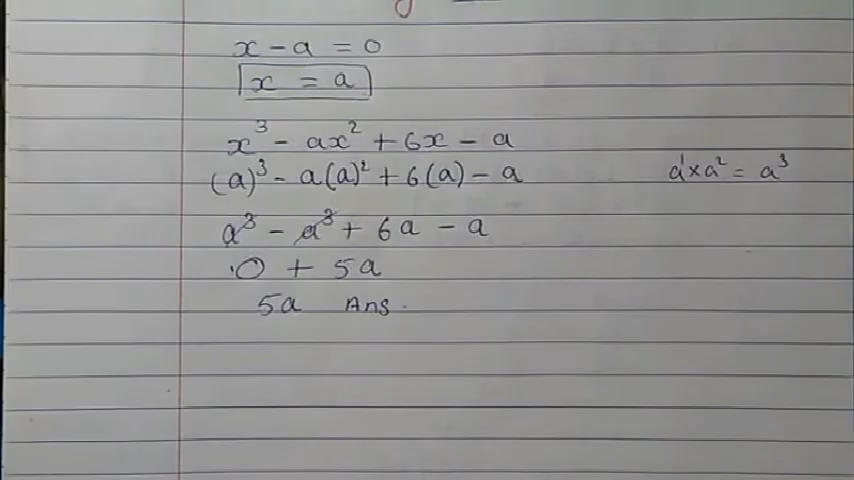 x - a = 0
x = a
x³ - ax² + 6x - a
(a)³ - a(a)² + 6(a) - a
a¹ × a² = a³
a³ - a³ + 6a - a
0 + 5a
5a Ans.